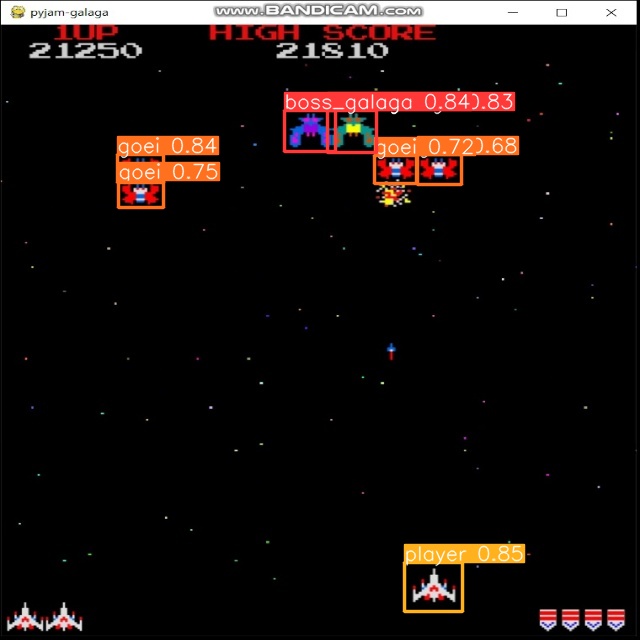 pyjam-galaga
www.BANDICAM.com
1UP HIGH SCORE
21250 21810
boss_galaga 0.84 0.83
goei 0.84
goei 0.72 0.68
goei 0.75
player 0.85